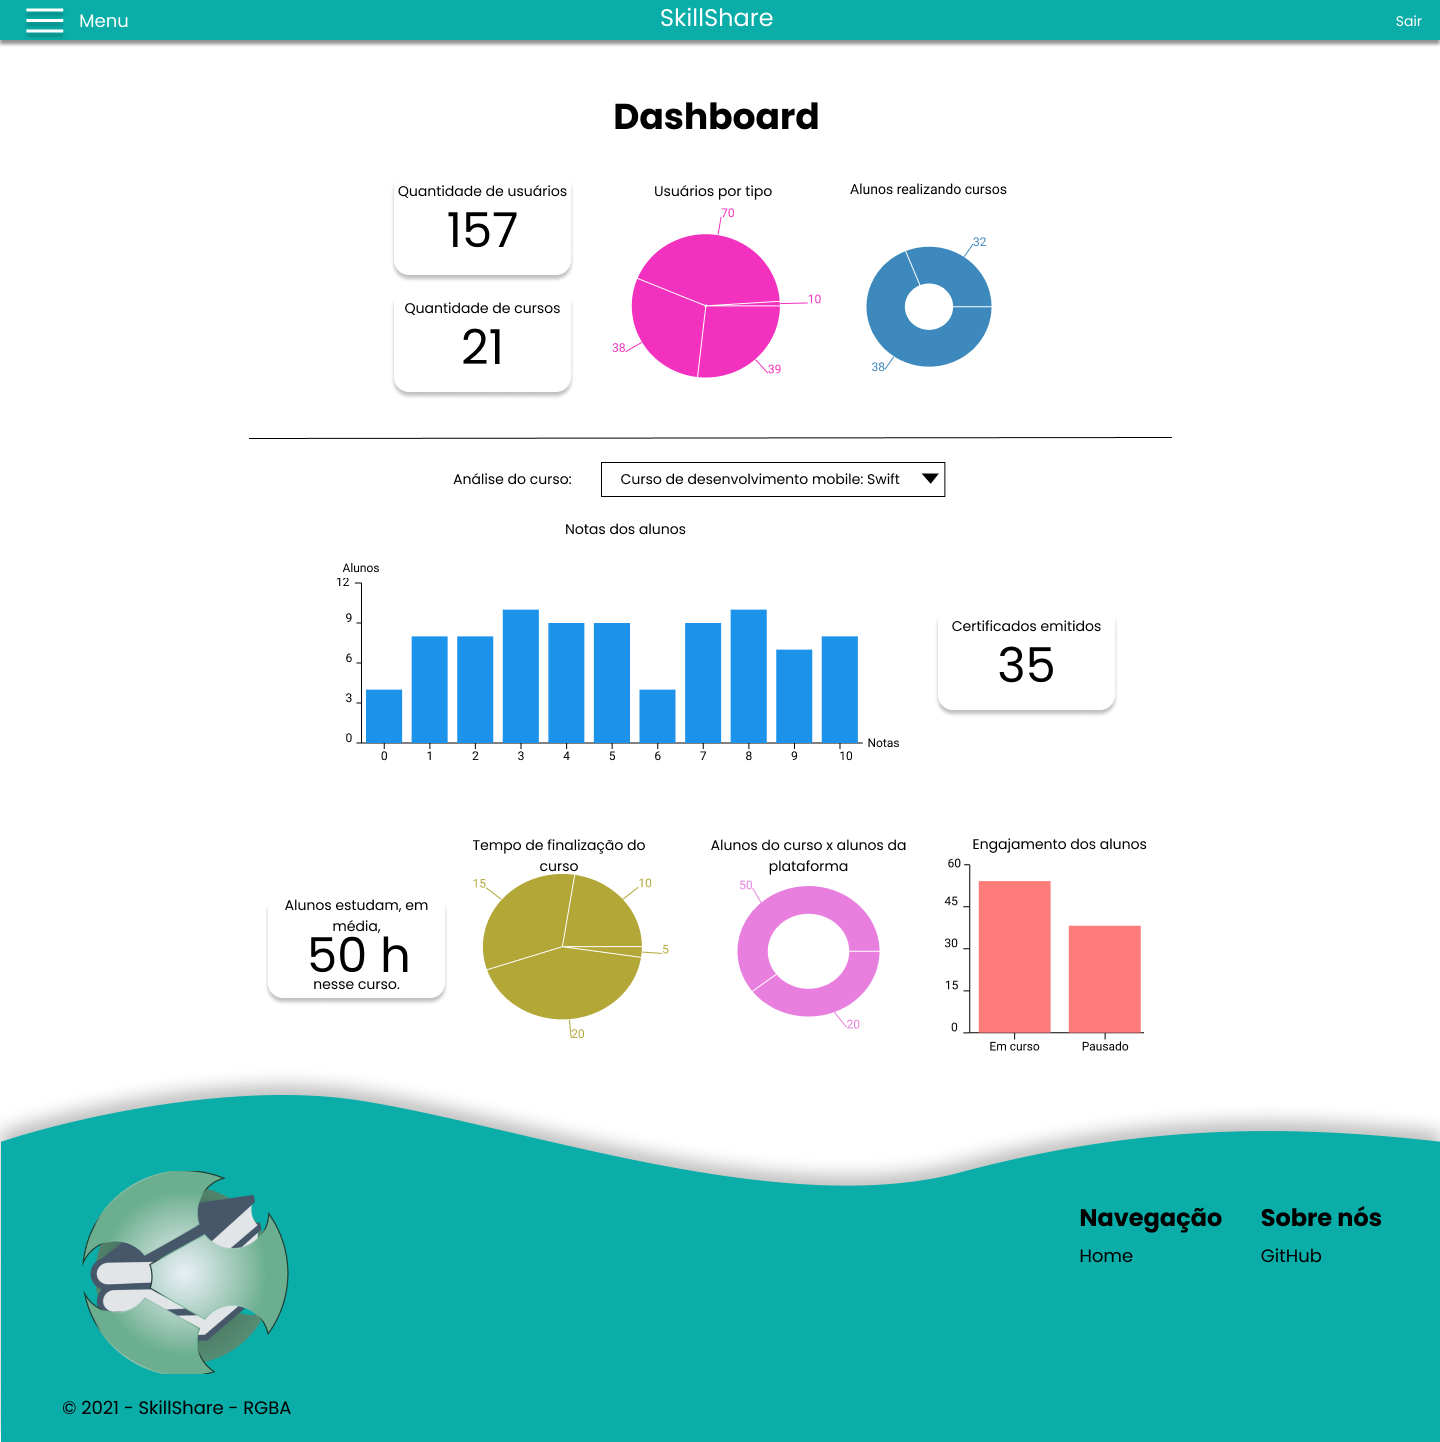 Menu
SkillShare
Sair
Dashboard
Quantidade de usuários
157
Quantidade de cursos
21
Usuários por tipo
70
10
38
39
Alunos realizando cursos
32
38
Análise do curso:
Curso de desenvolvimento mobile: Swift
Notas dos alunos
Alunos
12
9
6
3
0
0 1 2 3 4 5 6 7 8 9 10
Notas
Certificados emitidos
35
Alunos estudam, em
média,
50 h
nesse curso.
Tempo de finalização do
curso
15
10
5
20
Alunos do curso x alunos da
plataforma
50
20
Engajamento dos alunos
60
45
30
15
0
Em curso Pausado
Navegação
Home
Sobre nós
GitHub
© 2021 - SkillShare - RGBA